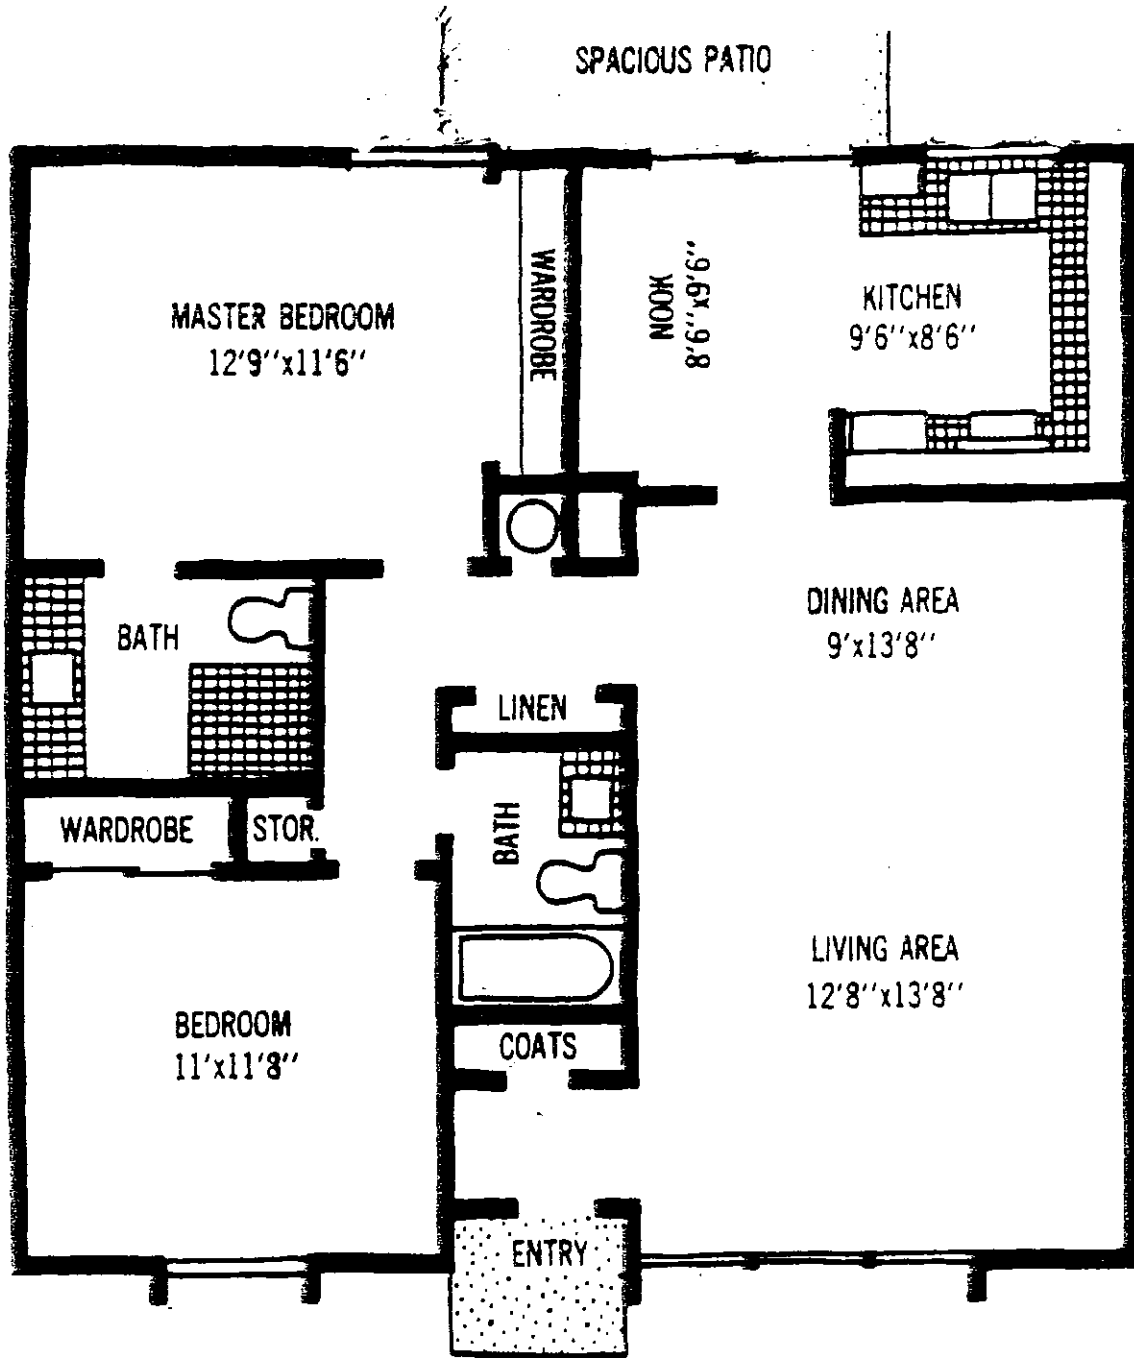 SPACIOUS PATIO
MASTER BEDROOM
12'9''x11'6''
WARDROBE
NOOK
8'6''x9'6''
KITCHEN
9'6''x8'6''
BATH
DINING AREA
9'x13'8''
LINEN
WARDROBE
STOR.
BATH
LIVING AREA
12'8''x13'8''
BEDROOM
11'x11'8''
COATS
ENTRY